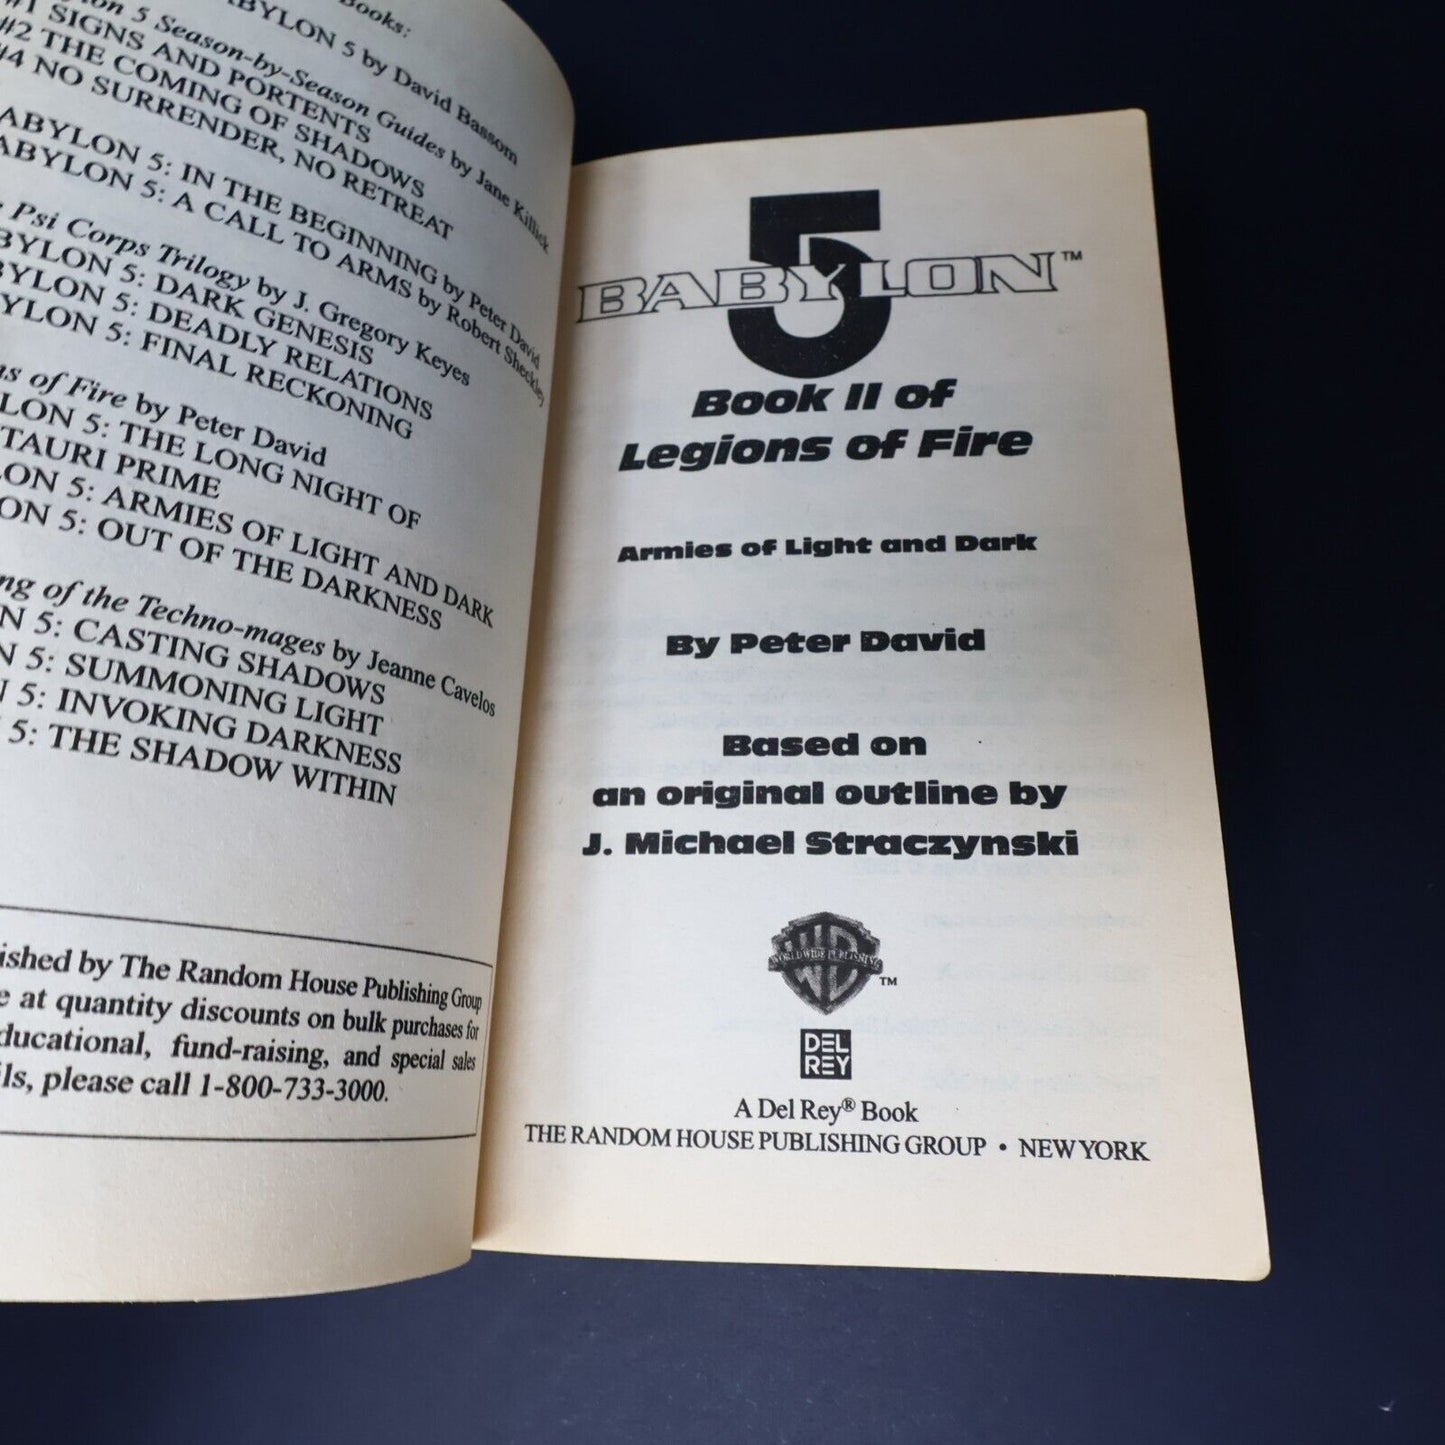 Books:
BABYLON 5 by David Bassom
5 Season-by-Season Guides by Jane Killick
#1 SIGNS AND PORTENTS
#2 THE COMING OF SHADOWS
#4 NO SURRENDER, NO RETREAT
BABYLON 5: IN THE BEGINNING by Peter David
BABYLON 5: A CALL TO ARMS by Robert Sheckley
Psi Corps Trilogy by J. Gregory Keyes
BYLON 5: DARK GENESIS
BYLON 5: DEADLY RELATIONS
YLON 5: FINAL RECKONING
ns of Fire by Peter David
LON 5: THE LONG NIGHT OF
TAURI PRIME
LON 5: ARMIES OF LIGHT AND DARK
ON 5: OUT OF THE DARKNESS
ng of the Techno-mages by Jeanne Cavelos
N 5: CASTING SHADOWS
N 5: SUMMONING LIGHT
N 5: INVOKING DARKNESS
5: THE SHADOW WITHIN
ished by The Random House Publishing Group
e at quantity discounts on bulk purchases for
ducational, fund-raising, and special sales
ils, please call 1-800-733-3000.
5
BABYLON™
Book II of
Legions of Fire
Armies of Light and Dark
By Peter David
Based on
an original outline by
J. Michael Straczynski
WB
WORLDWIDE PUBLISHING
™
DEL
REY
A Del Rey® Book
THE RANDOM HOUSE PUBLISHING GROUP • NEW YORK